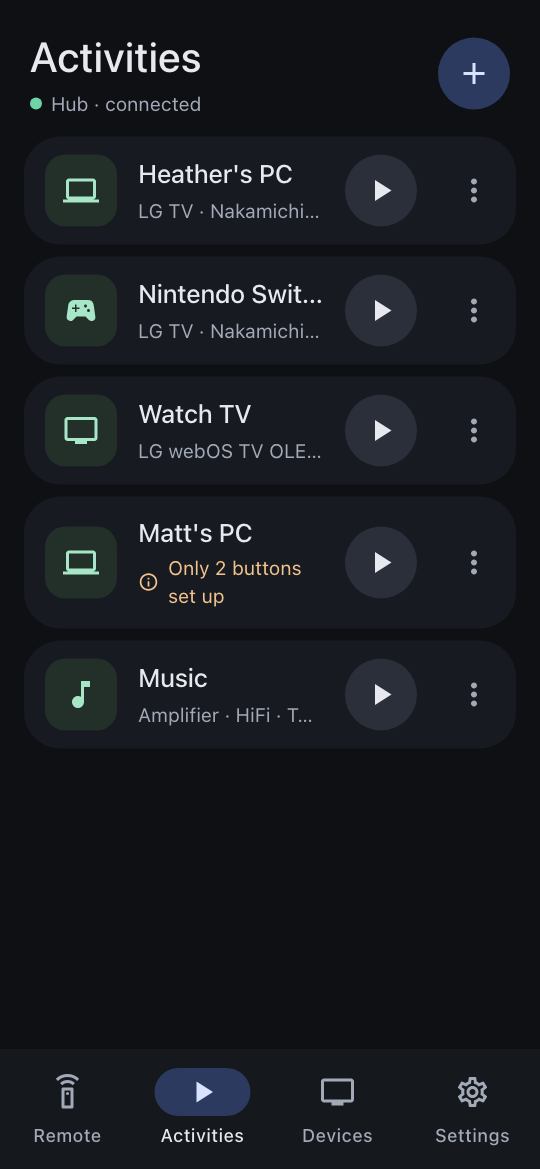 Activities
Hub · connected
Heather's PC
LG TV · Nakamichi...
Nintendo Swit...
LG TV · Nakamichi...
Watch TV
LG webOS TV OLE...
Matt's PC
Only 2 buttons
set up
Music
Amplifier · HiFi · T...
Remote
Activities
Devices
Settings